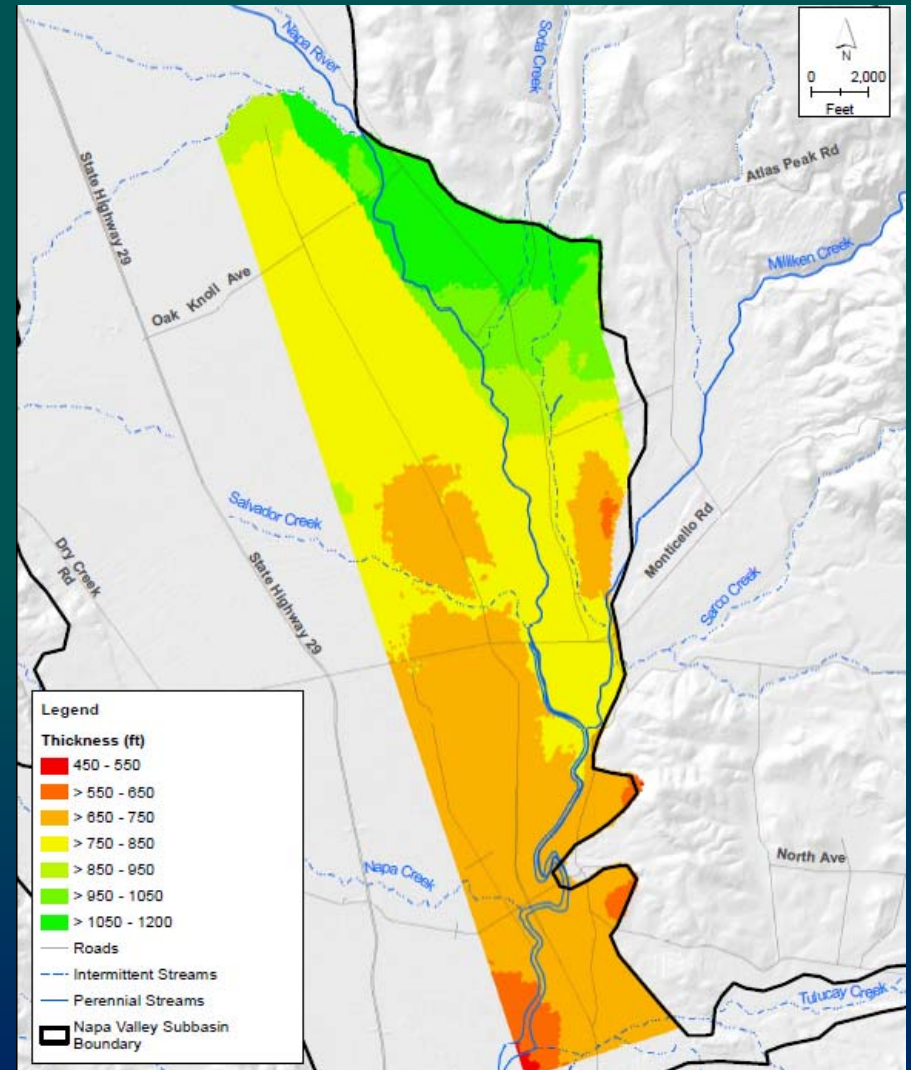 Napa River
Soda Creek
N
0 2,000
Feet
State Highway 29
Atlas Peak Rd
Milliken Creek
Oak Knoll Ave
Salvador Creek
Monticello Rd
Dry Creek
Rd
State Highway 29
Sarco Creek
Legend
Thickness (ft)
450 - 550
> 550 - 650
> 650 - 750
> 750 - 850
> 850 - 950
> 950 - 1050
> 1050 - 1200
Roads
Intermittent Streams
Perennial Streams
Napa Valley Subbasin
Boundary
Napa Creek
North Ave
Tulucay Creek